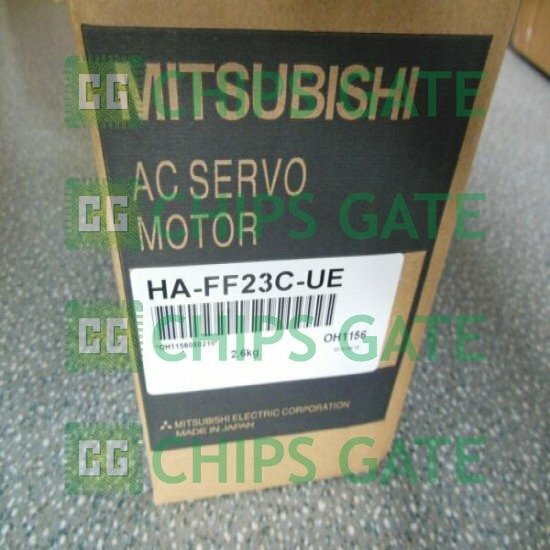 MITSUBISHI
AC SERVO
MOTOR
HA-FF23C-UE
OH1156
2.6kg
MITSUBISHI ELECTRIC CORPORATION
MADE IN JAPAN
CG CHIPS GATE
CG CHIPS GATE
CG CHIPS GATE
CG CHIPS GATE